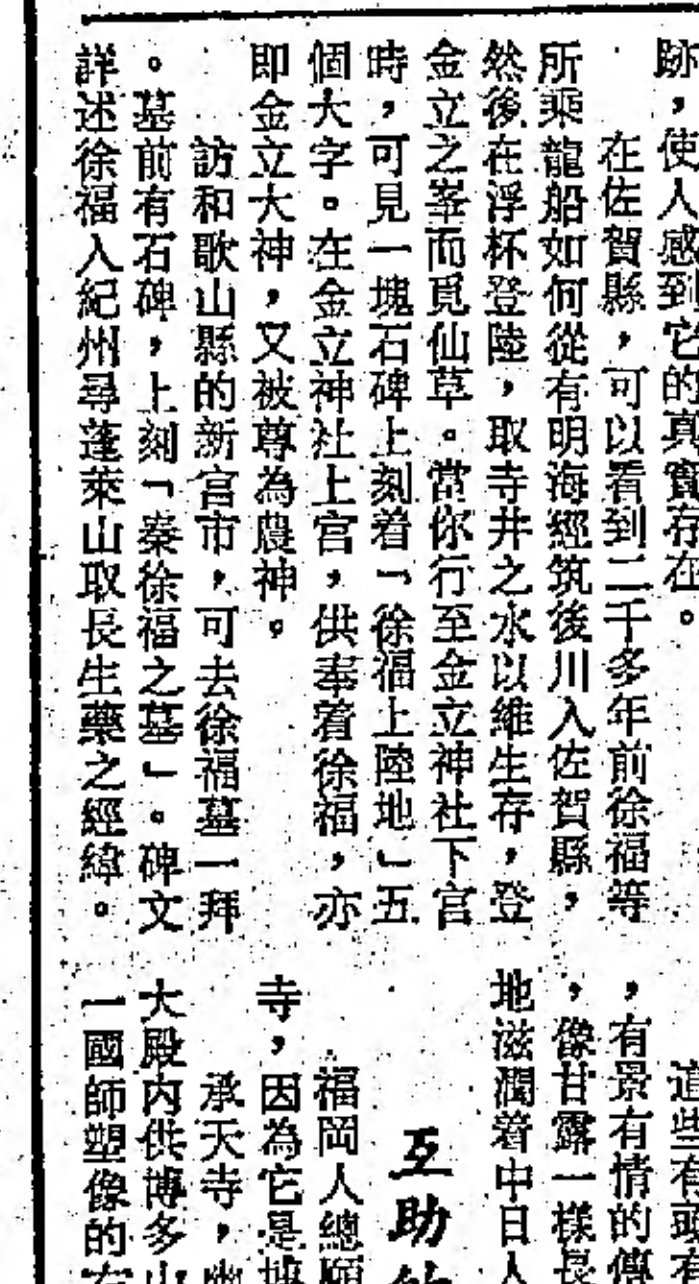 跡，使人感到它的真實存在。
在佐賀縣，可以看到二千多年前徐福等
所乘龍船如何從有明海經筑後川入佐賀縣，
然後在浮杯登陸，取寺井之水以維生存，登
金立之峯而覓仙草。當你行至金立神社下宮
時，可見一塊石碑上刻着「徐福上陸地」五
個大字。在金立神社上宮，供奉着徐福，亦
即金立大神，又被尊為農神。
訪和歌山縣的新宮市，可去徐福墓一拜
。墓前有石碑，上刻「秦徐福之墓」。碑文
詳述徐福入紀州尋蓬萊山取長生藥之經緯。
這些有頭有
，有景有情的傳
，像甘露一樣長
地滋潤着中日人
互助
福岡人總願
寺，因為它是
承天寺，
大殿內供博多山
一國師塑像的左